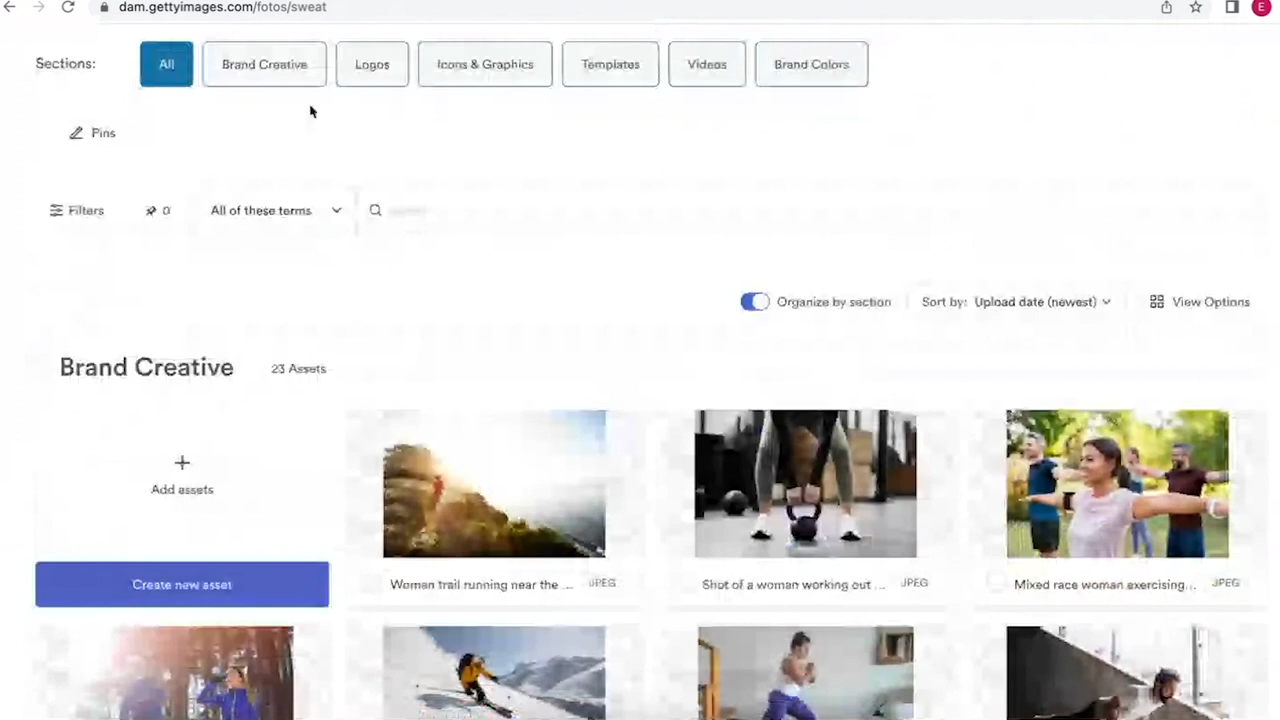 dam.gettyimages.com/fotos/sweat
E
Sections:
All
Brand Creative
Logos
Icons & Graphics
Templates
Videos
Brand Colors
Pins
Filters
0
All of these terms
Organize by section
Sort by: Upload date (newest)
View Options
Brand Creative
23 Assets
+
Add assets
Create new asset
Woman trail running near the ...
JPEG
Shot of a woman working out ...
JPEG
Mixed race woman exercising...
JPEG